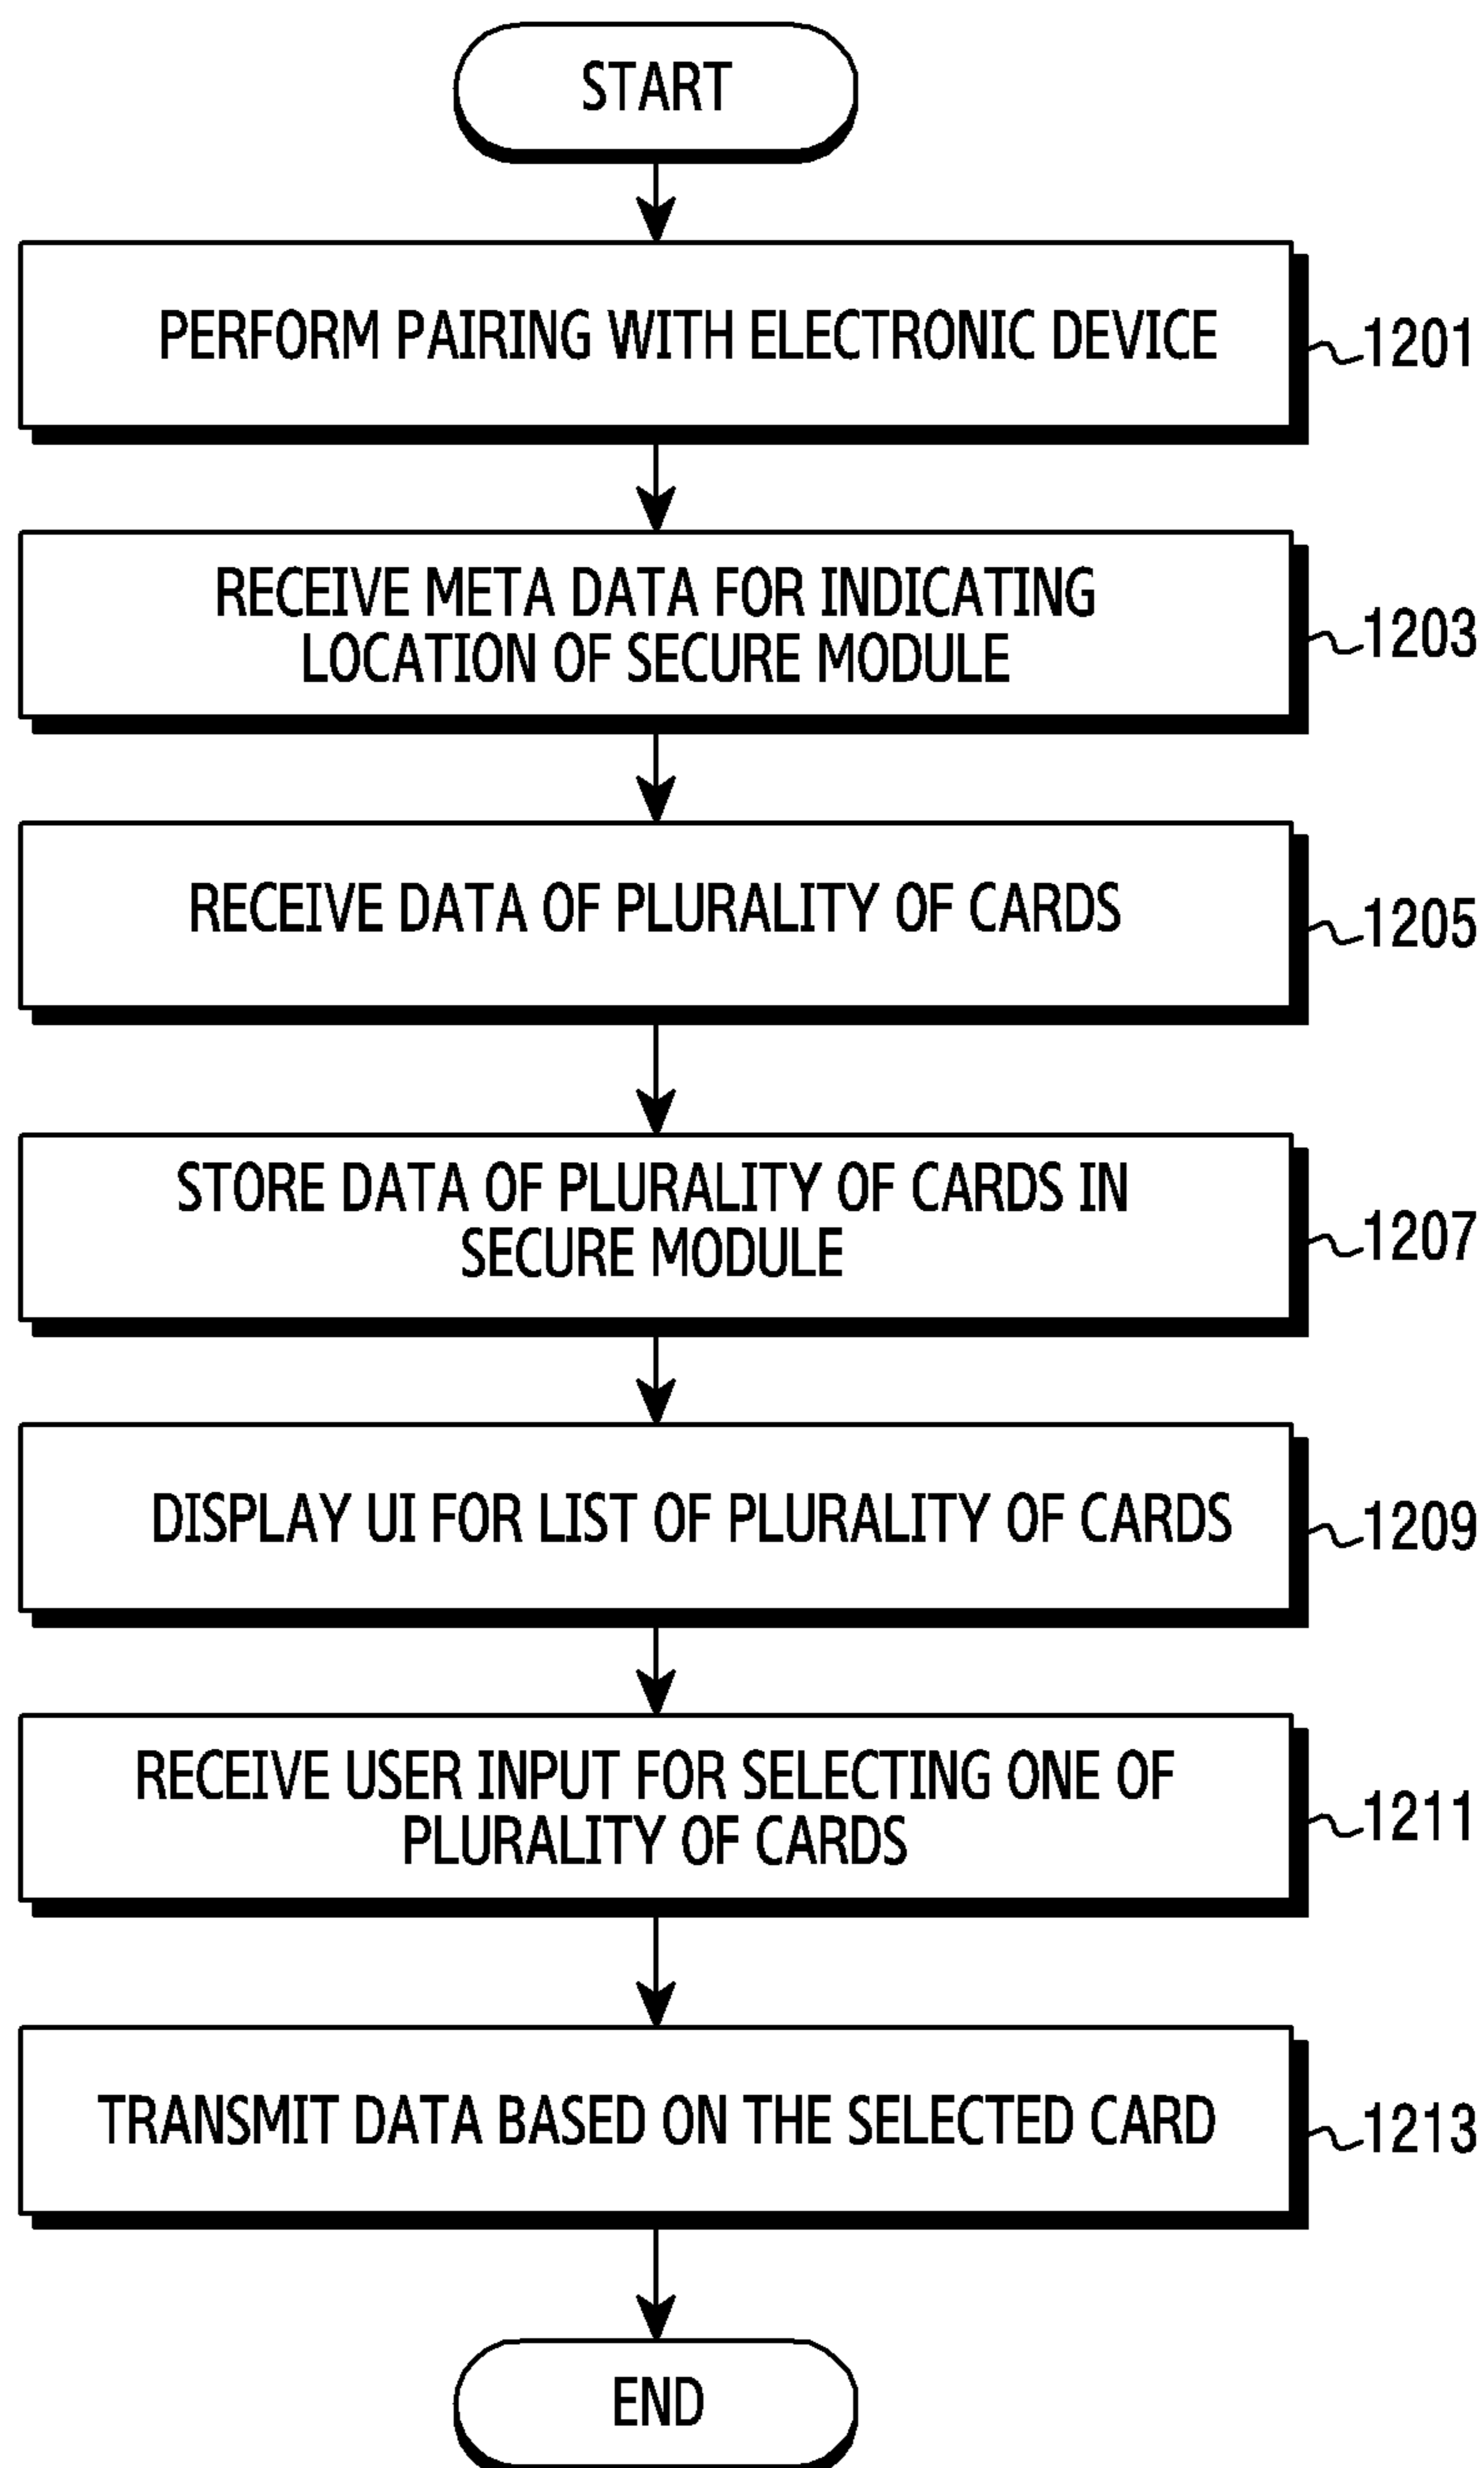 START
PERFORM PAIRING WITH ELECTRONIC DEVICE
1201
RECEIVE META DATA FOR INDICATING
LOCATION OF SECURE MODULE
1203
RECEIVE DATA OF PLURALITY OF CARDS
1205
STORE DATA OF PLURALITY OF CARDS IN
SECURE MODULE
1207
DISPLAY UI FOR LIST OF PLURALITY OF CARDS
1209
RECEIVE USER INPUT FOR SELECTING ONE OF
PLURALITY OF CARDS
1211
TRANSMIT DATA BASED ON THE SELECTED CARD
1213
END